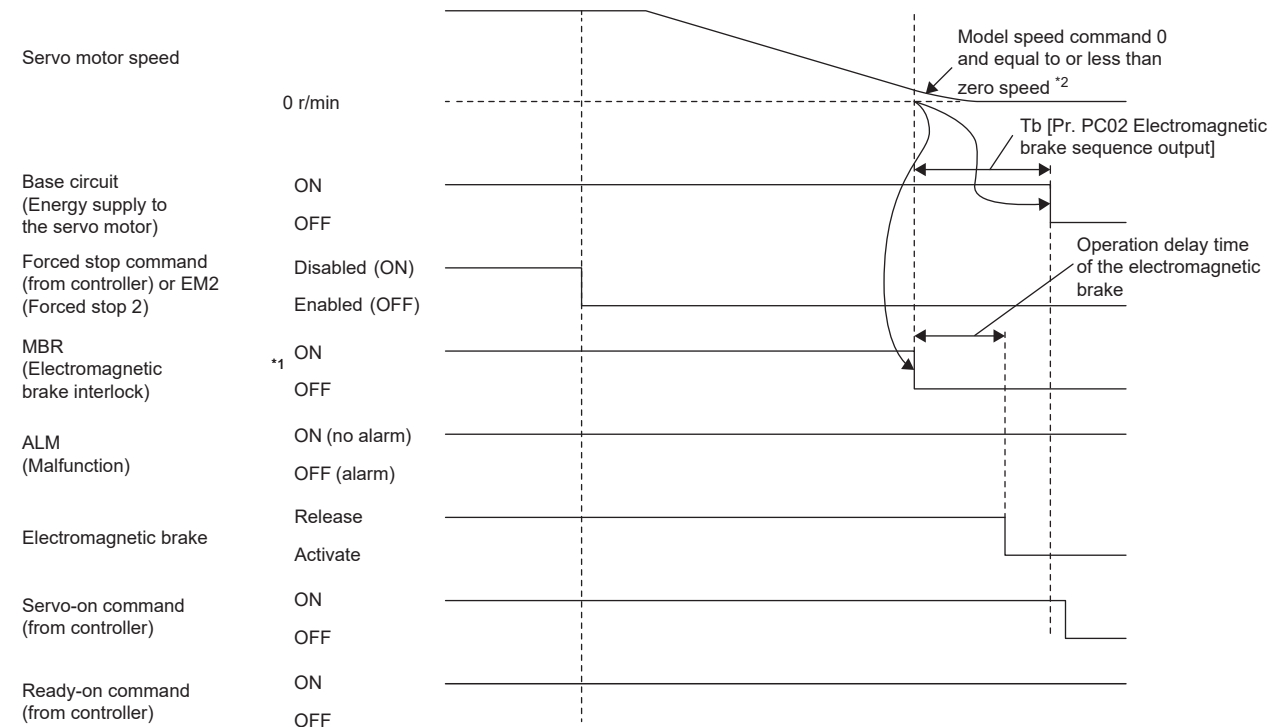 Servo motor speed
0 r/min
Model speed command 0
and equal to or less than
zero speed *2
Tb [Pr. PC02 Electromagnetic
brake sequence output]
Base circuit
(Energy supply to
the servo motor)
ON
OFF
Forced stop command
(from controller) or EM2
(Forced stop 2)
Disabled (ON)
Enabled (OFF)
Operation delay time
of the electromagnetic
brake
MBR
(Electromagnetic
brake interlock)
*1 ON
OFF
ALM
(Malfunction)
ON (no alarm)
OFF (alarm)
Electromagnetic brake
Release
Activate
Servo-on command
(from controller)
ON
OFF
Ready-on command
(from controller)
ON
OFF